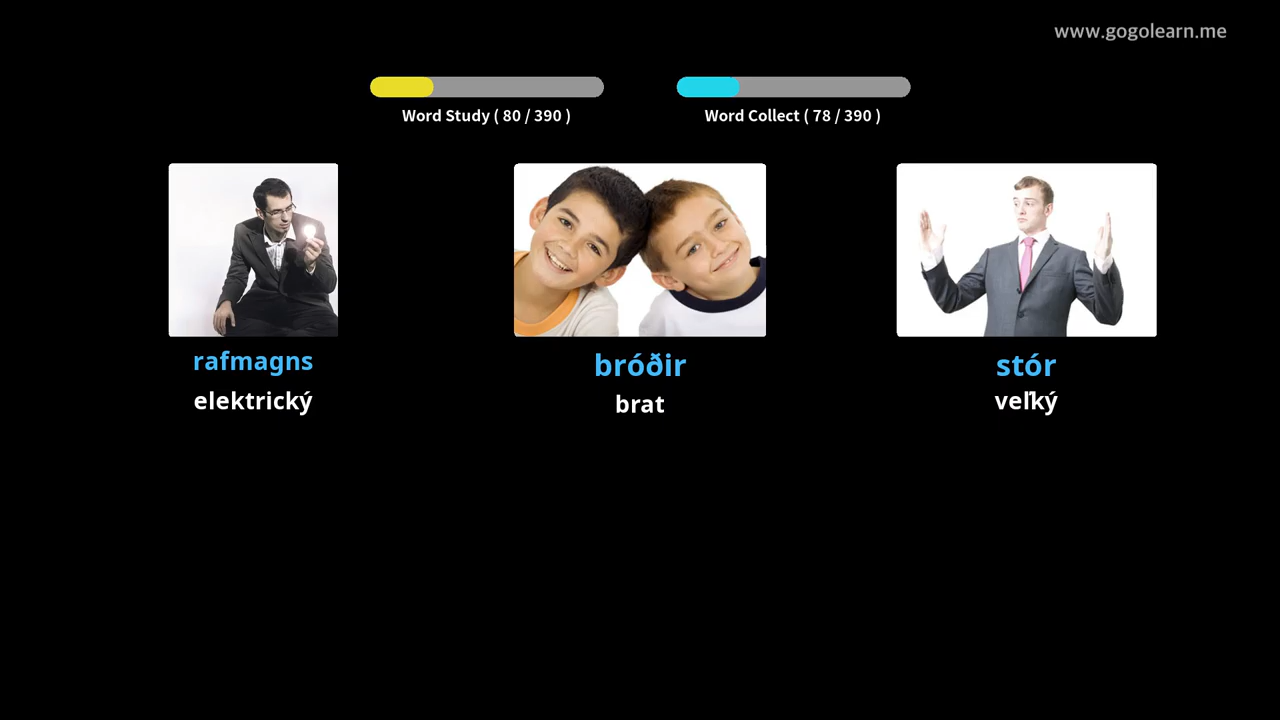 www.gogolearn.me
Word Study ( 80 / 390 )
Word Collect ( 78 / 390 )
rafmagns
elektrický
bróðir
brat
stór
veľký